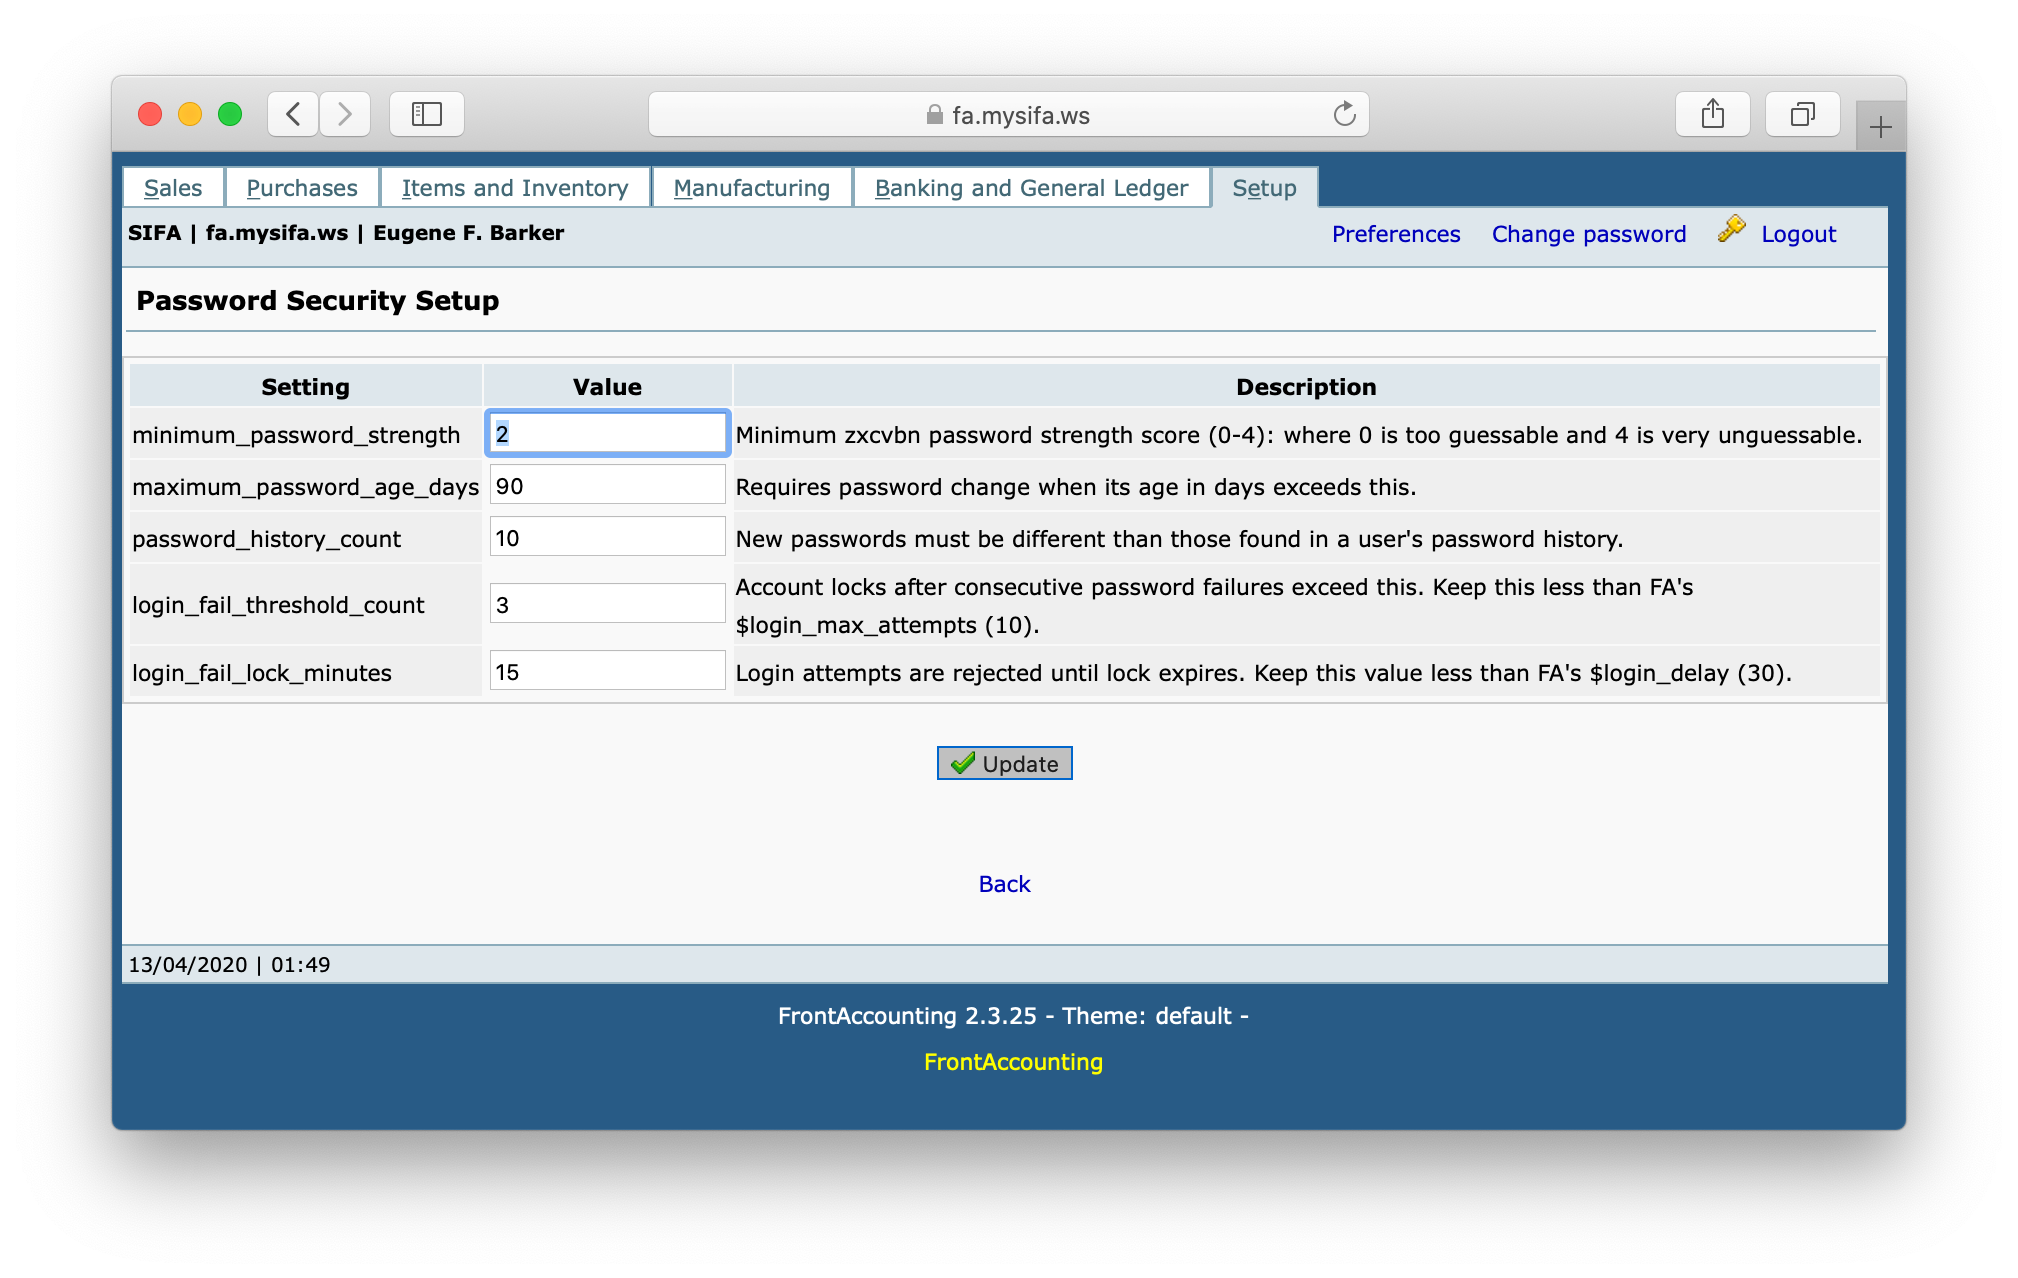 fa.mysifa.ws
Sales Purchases Items and Inventory Manufacturing Banking and General Ledger Setup
SIFA | fa.mysifa.ws | Eugene F. Barker Preferences Change password Logout
Password Security Setup
Setting Value Description
minimum_password_strength 2 Minimum zxcvbn password strength score (0-4): where 0 is too guessable and 4 is very unguessable.
maximum_password_age_days 90 Requires password change when its age in days exceeds this.
password_history_count 10 New passwords must be different than those found in a user's password history.
login_fail_threshold_count 3 Account locks after consecutive password failures exceed this. Keep this less than FA's
$login_max_attempts (10).
login_fail_lock_minutes 15 Login attempts are rejected until lock expires. Keep this value less than FA's $login_delay (30).
Update
Back
13/04/2020 | 01:49
FrontAccounting 2.3.25 - Theme: default -
FrontAccounting